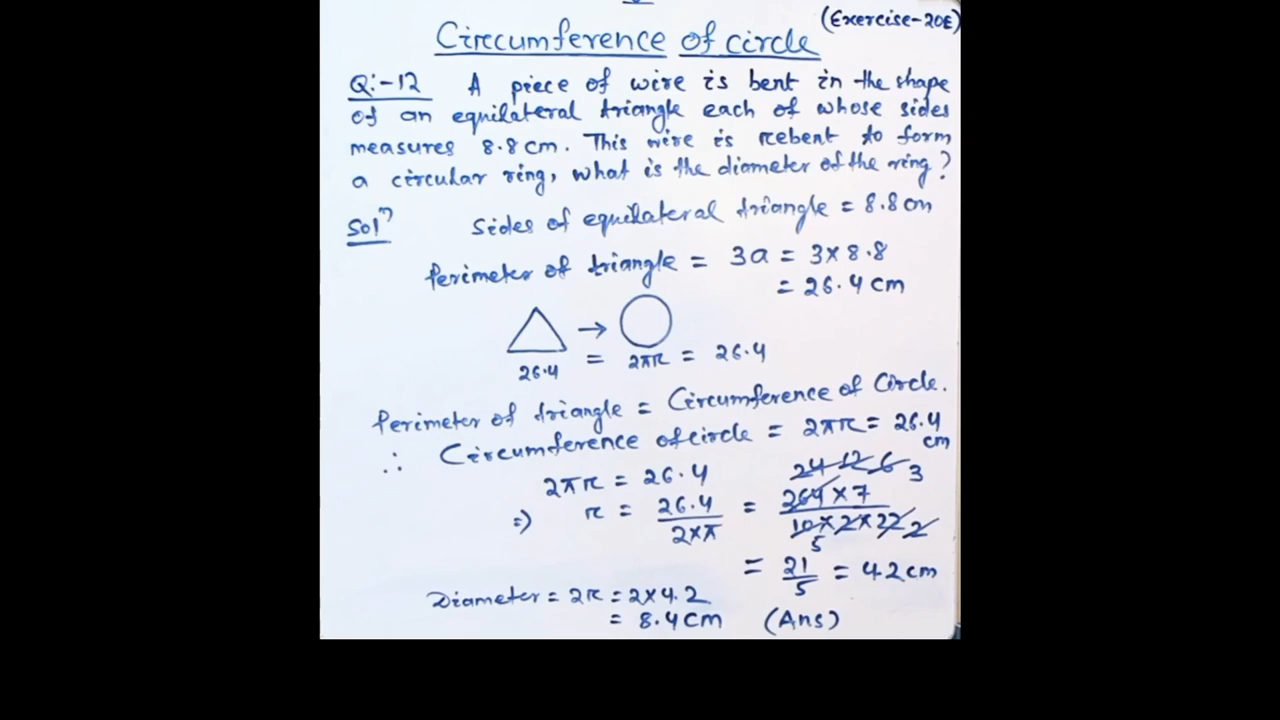 (Exercise-20E)
Circumference of circle
Q:-12 A piece of wire is bent in the shape
of an equilateral triangle each of whose sides
measures 8.8 cm. This wire is rebent to form
a circular ring, what is the diameter of the ring?
Solⁿ Sides of equilateral triangle = 8.8 cm
Perimeter of triangle = 3a = 3×8.8
= 26.4 cm
→
26.4 = 2πr = 26.4
Perimeter of triangle = Circumference of Circle.
∴ Circumference of circle = 2πr = 26.4 cm
2πr = 26.4
⇒ r = 26.4/2×π = 264×7/10×2×22
24 12 6 3
5 2
= 21/5 = 42 cm
Diameter = 2r = 2×4.2
= 8.4 cm (Ans)